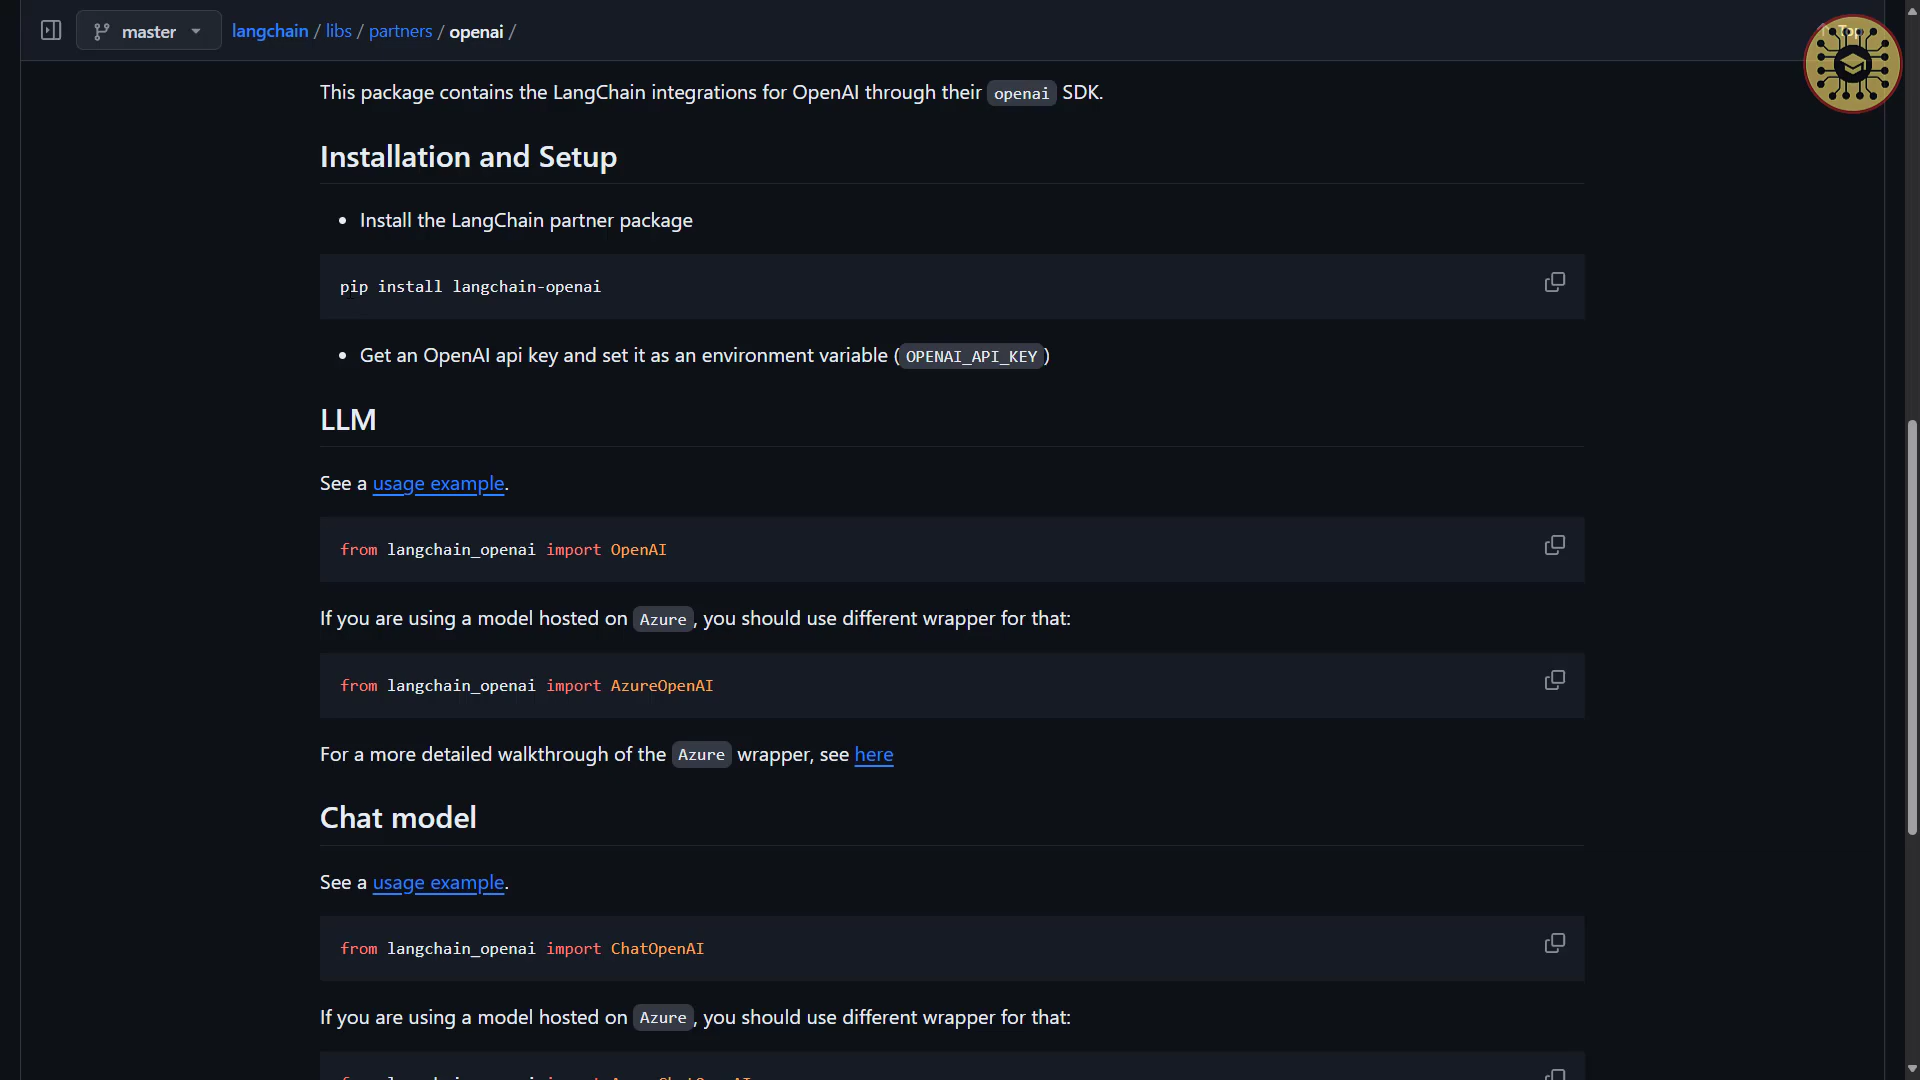 master
langchain / libs / partners / openai /
Top
This package contains the LangChain integrations for OpenAI through their openai SDK.
Installation and Setup
• Install the LangChain partner package
pip install langchain-openai
• Get an OpenAI api key and set it as an environment variable (OPENAI_API_KEY)
LLM
See a usage example.
from langchain_openai import OpenAI
If you are using a model hosted on Azure, you should use different wrapper for that:
from langchain_openai import AzureOpenAI
For a more detailed walkthrough of the Azure wrapper, see here
Chat model
See a usage example.
from langchain_openai import ChatOpenAI
If you are using a model hosted on Azure, you should use different wrapper for that: